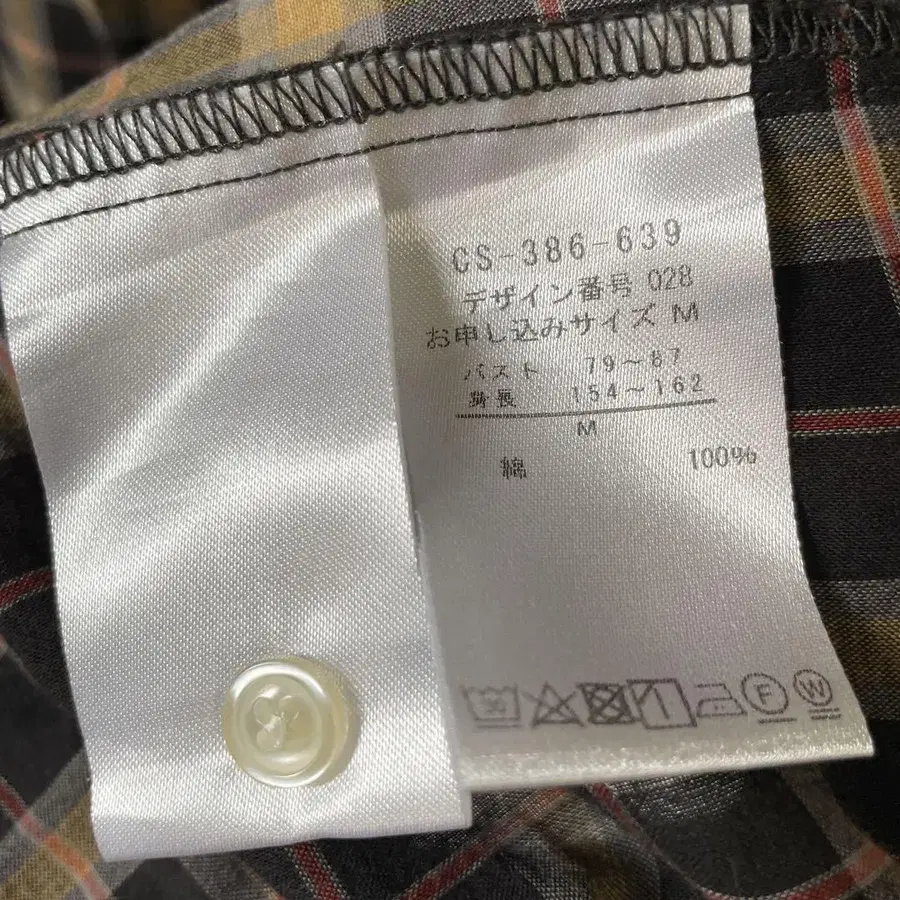 CS-386-639
デザイン番号 028
お申し込みサイズ M
バスト 79～87
身長 154～162
M
綿 100%
30
F W